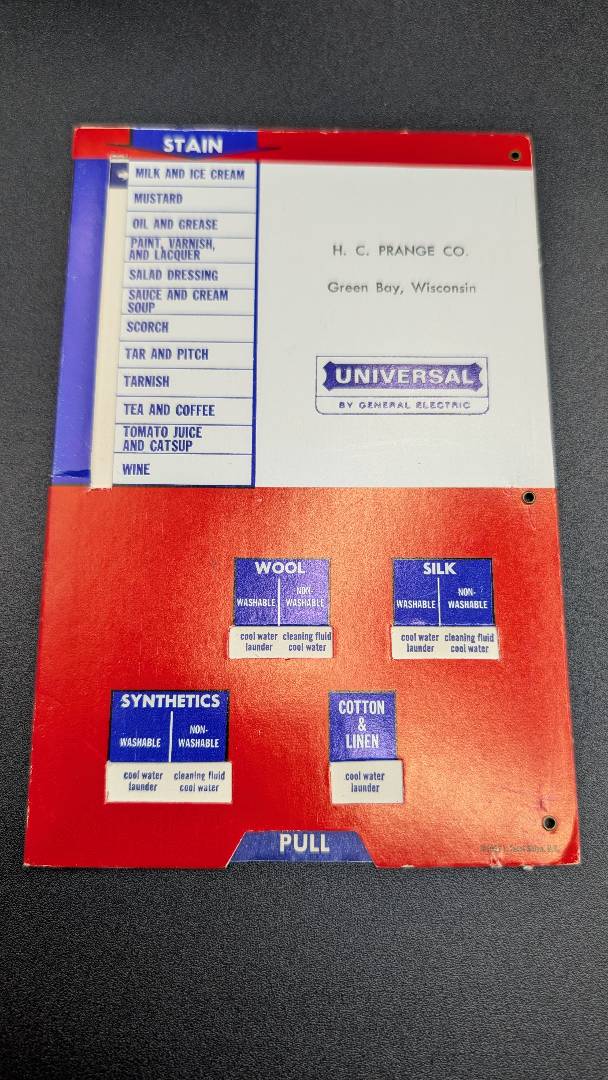 STAIN
MILK AND ICE CREAM
MUSTARD
OIL AND GREASE
PAINT, VARNISH,
AND LACQUER
SALAD DRESSING
SAUCE AND CREAM
SOUP
SCORCH
TAR AND PITCH
TARNISH
TEA AND COFFEE
TOMATO JUICE
AND CATSUP
WINE
H. C. PRANGE CO.
Green Bay, Wisconsin
UNIVERSAL
BY GENERAL ELECTRIC
WOOL
WASHABLE
NON-
WASHABLE
cool water
launder
cleaning fluid
cool water
SILK
WASHABLE
NON-
WASHABLE
cool water
launder
cleaning fluid
cool water
SYNTHETICS
WASHABLE
NON-
WASHABLE
cool water
launder
cleaning fluid
cool water
COTTON
&
LINEN
cool water
launder
PULL